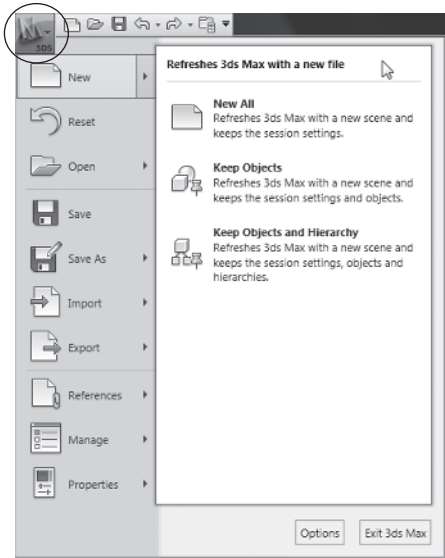 3DS
New
Reset
Open
Save
Save As
Import
Export
References
Manage
Properties
Refreshes 3ds Max with a new file
New All
Refreshes 3ds Max with a new scene and
keeps the session settings.
Keep Objects
Refreshes 3ds Max with a new scene and
keeps the session settings and objects.
Keep Objects and Hierarchy
Refreshes 3ds Max with a new scene and
keeps the session settings, objects and
hierarchies.
Options
Exit 3ds Max